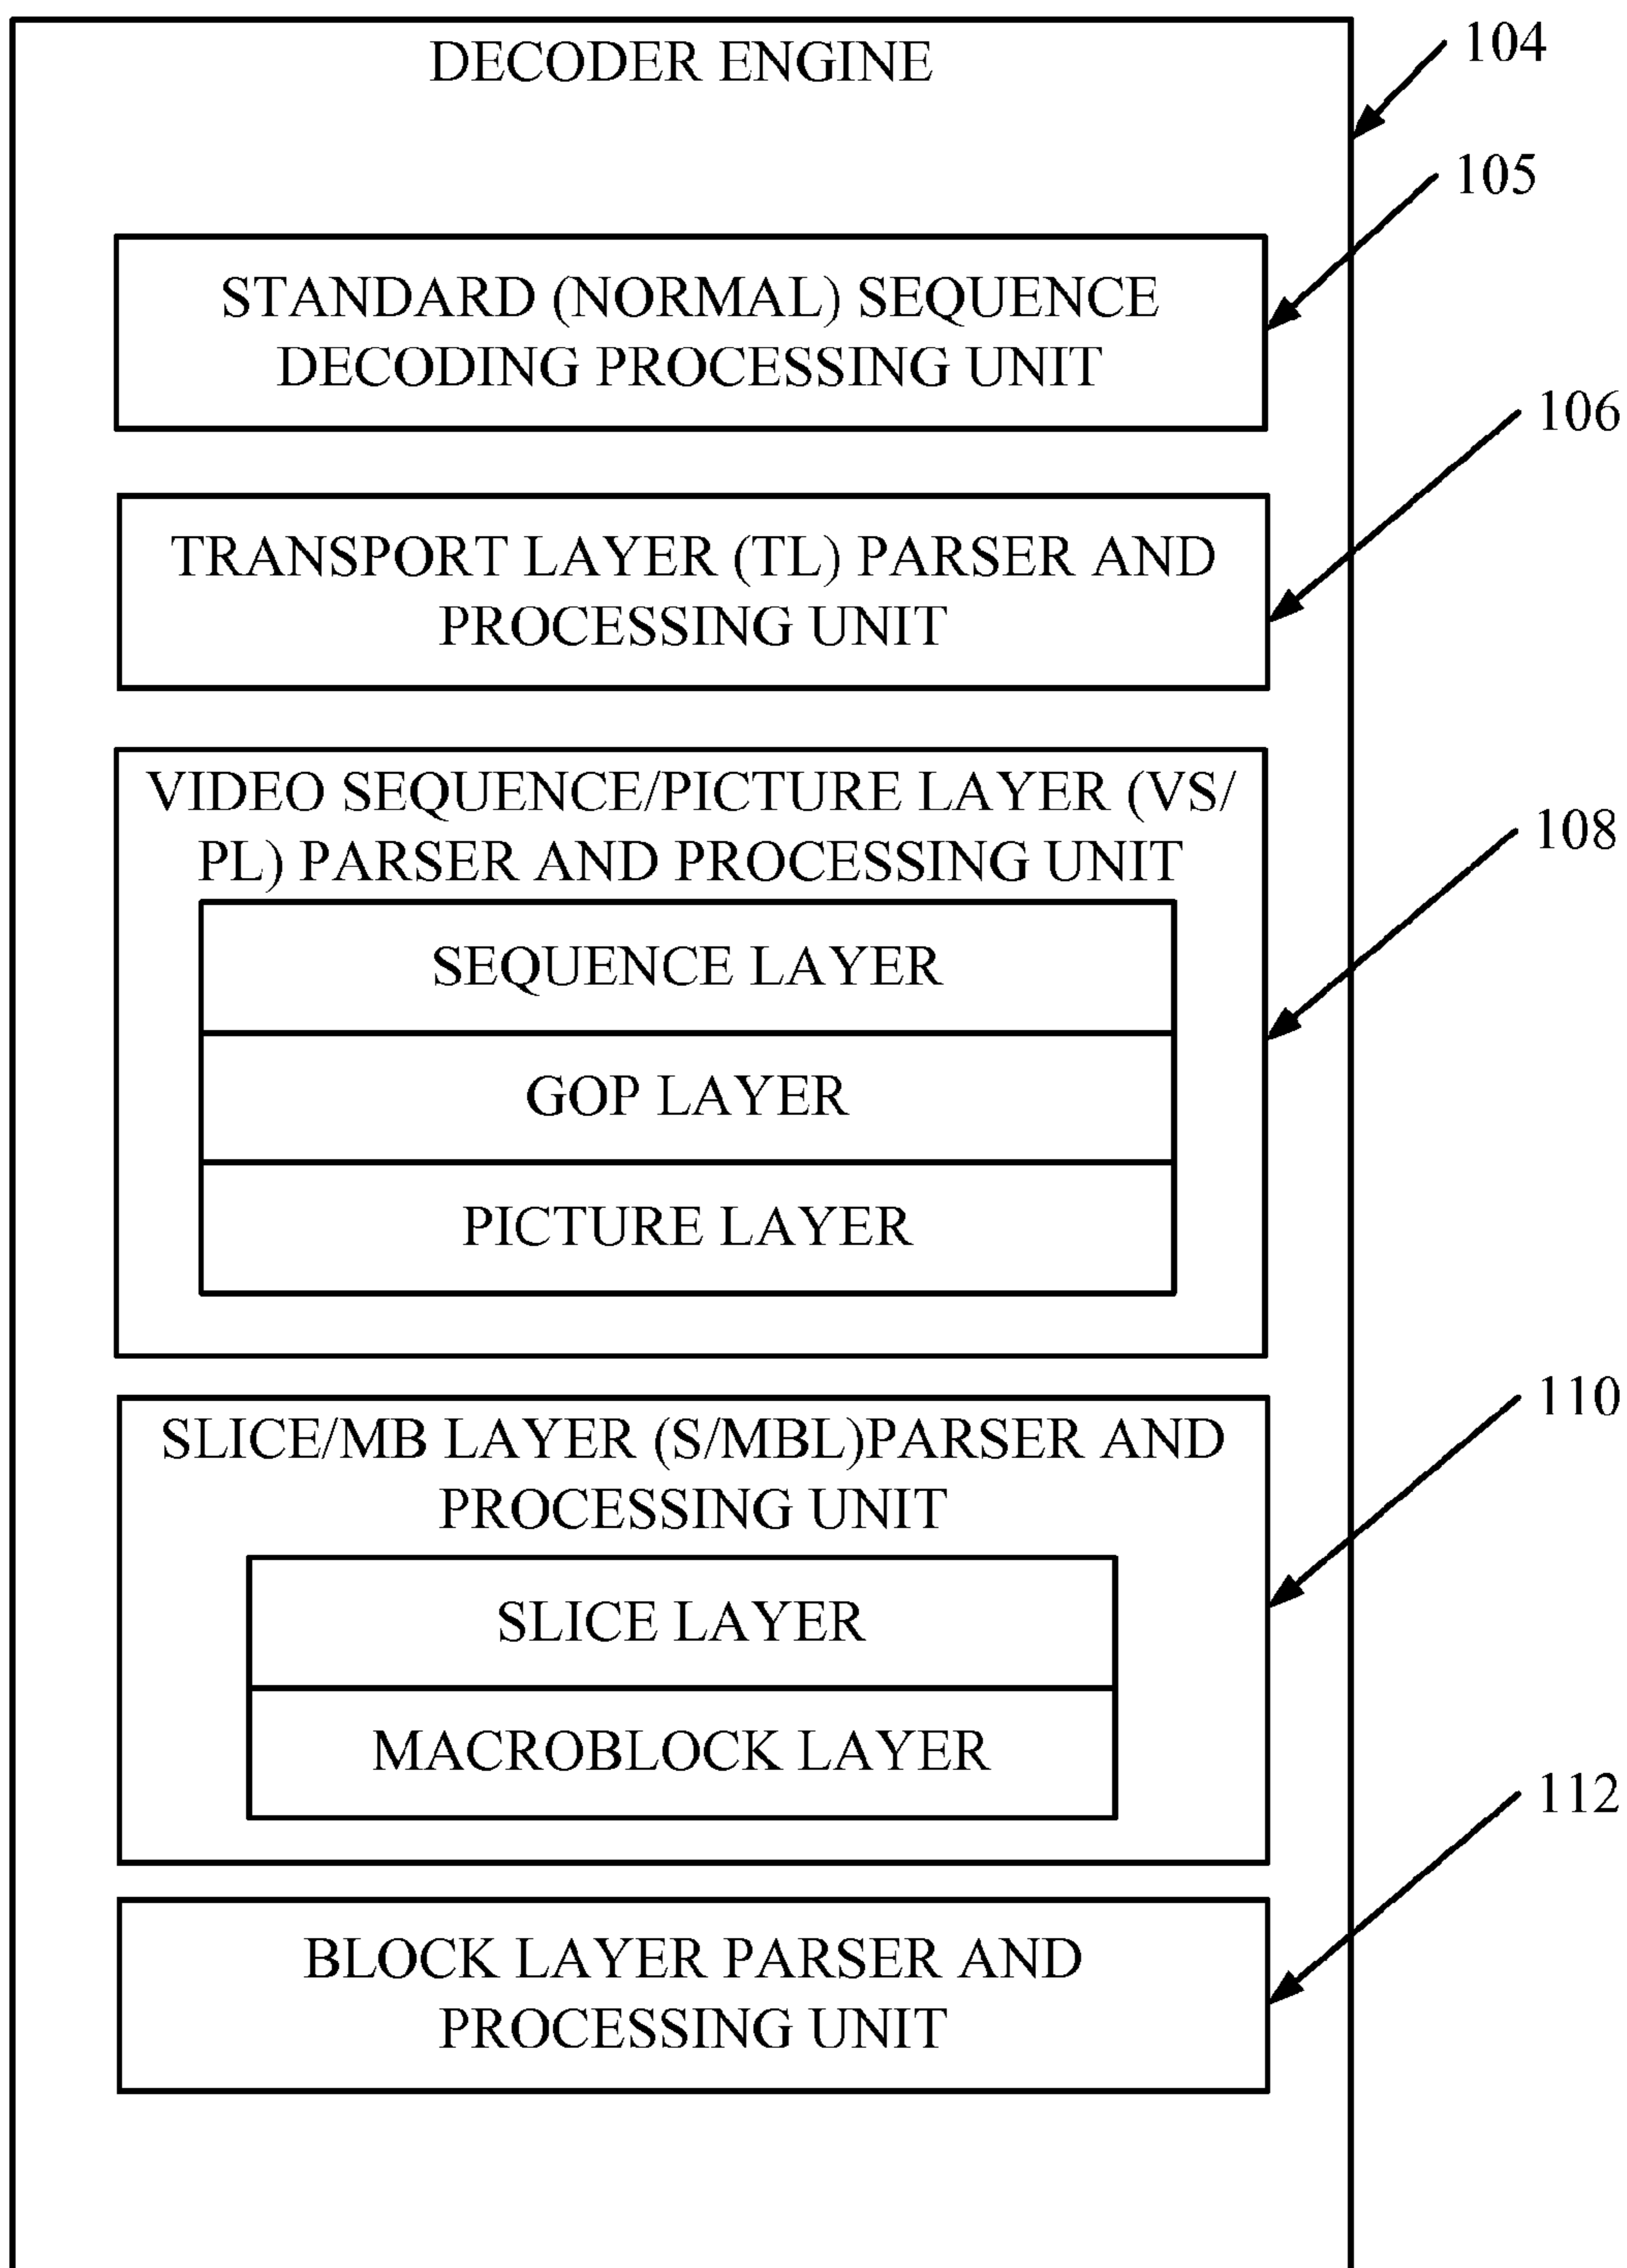 DECODER ENGINE
104
105
STANDARD (NORMAL) SEQUENCE
DECODING PROCESSING UNIT
106
TRANSPORT LAYER (TL) PARSER AND
PROCESSING UNIT
VIDEO SEQUENCE/PICTURE LAYER (VS/
PL) PARSER AND PROCESSING UNIT
108
SEQUENCE LAYER
GOP LAYER
PICTURE LAYER
110
SLICE/MB LAYER (S/MBL)PARSER AND
PROCESSING UNIT
SLICE LAYER
MACROBLOCK LAYER
112
BLOCK LAYER PARSER AND
PROCESSING UNIT